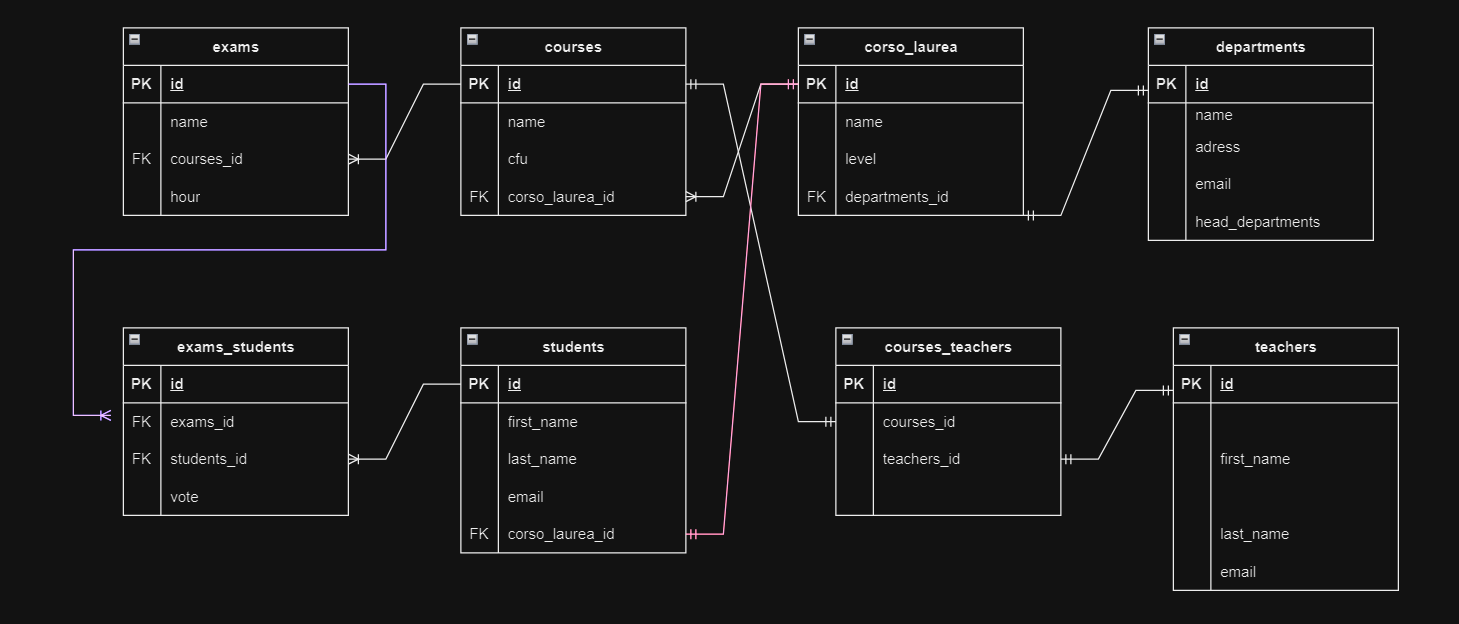 exams
PK id
name
FK courses_id
hour
courses
PK id
name
cfu
FK corso_laurea_id
corso_laurea
PK id
name
level
FK departments_id
departments
PK id
name
adress
email
head_departments
exams_students
PK id
FK exams_id
FK students_id
vote
students
PK id
first_name
last_name
email
FK corso_laurea_id
courses_teachers
PK id
courses_id
teachers_id
teachers
PK id
first_name
last_name
email